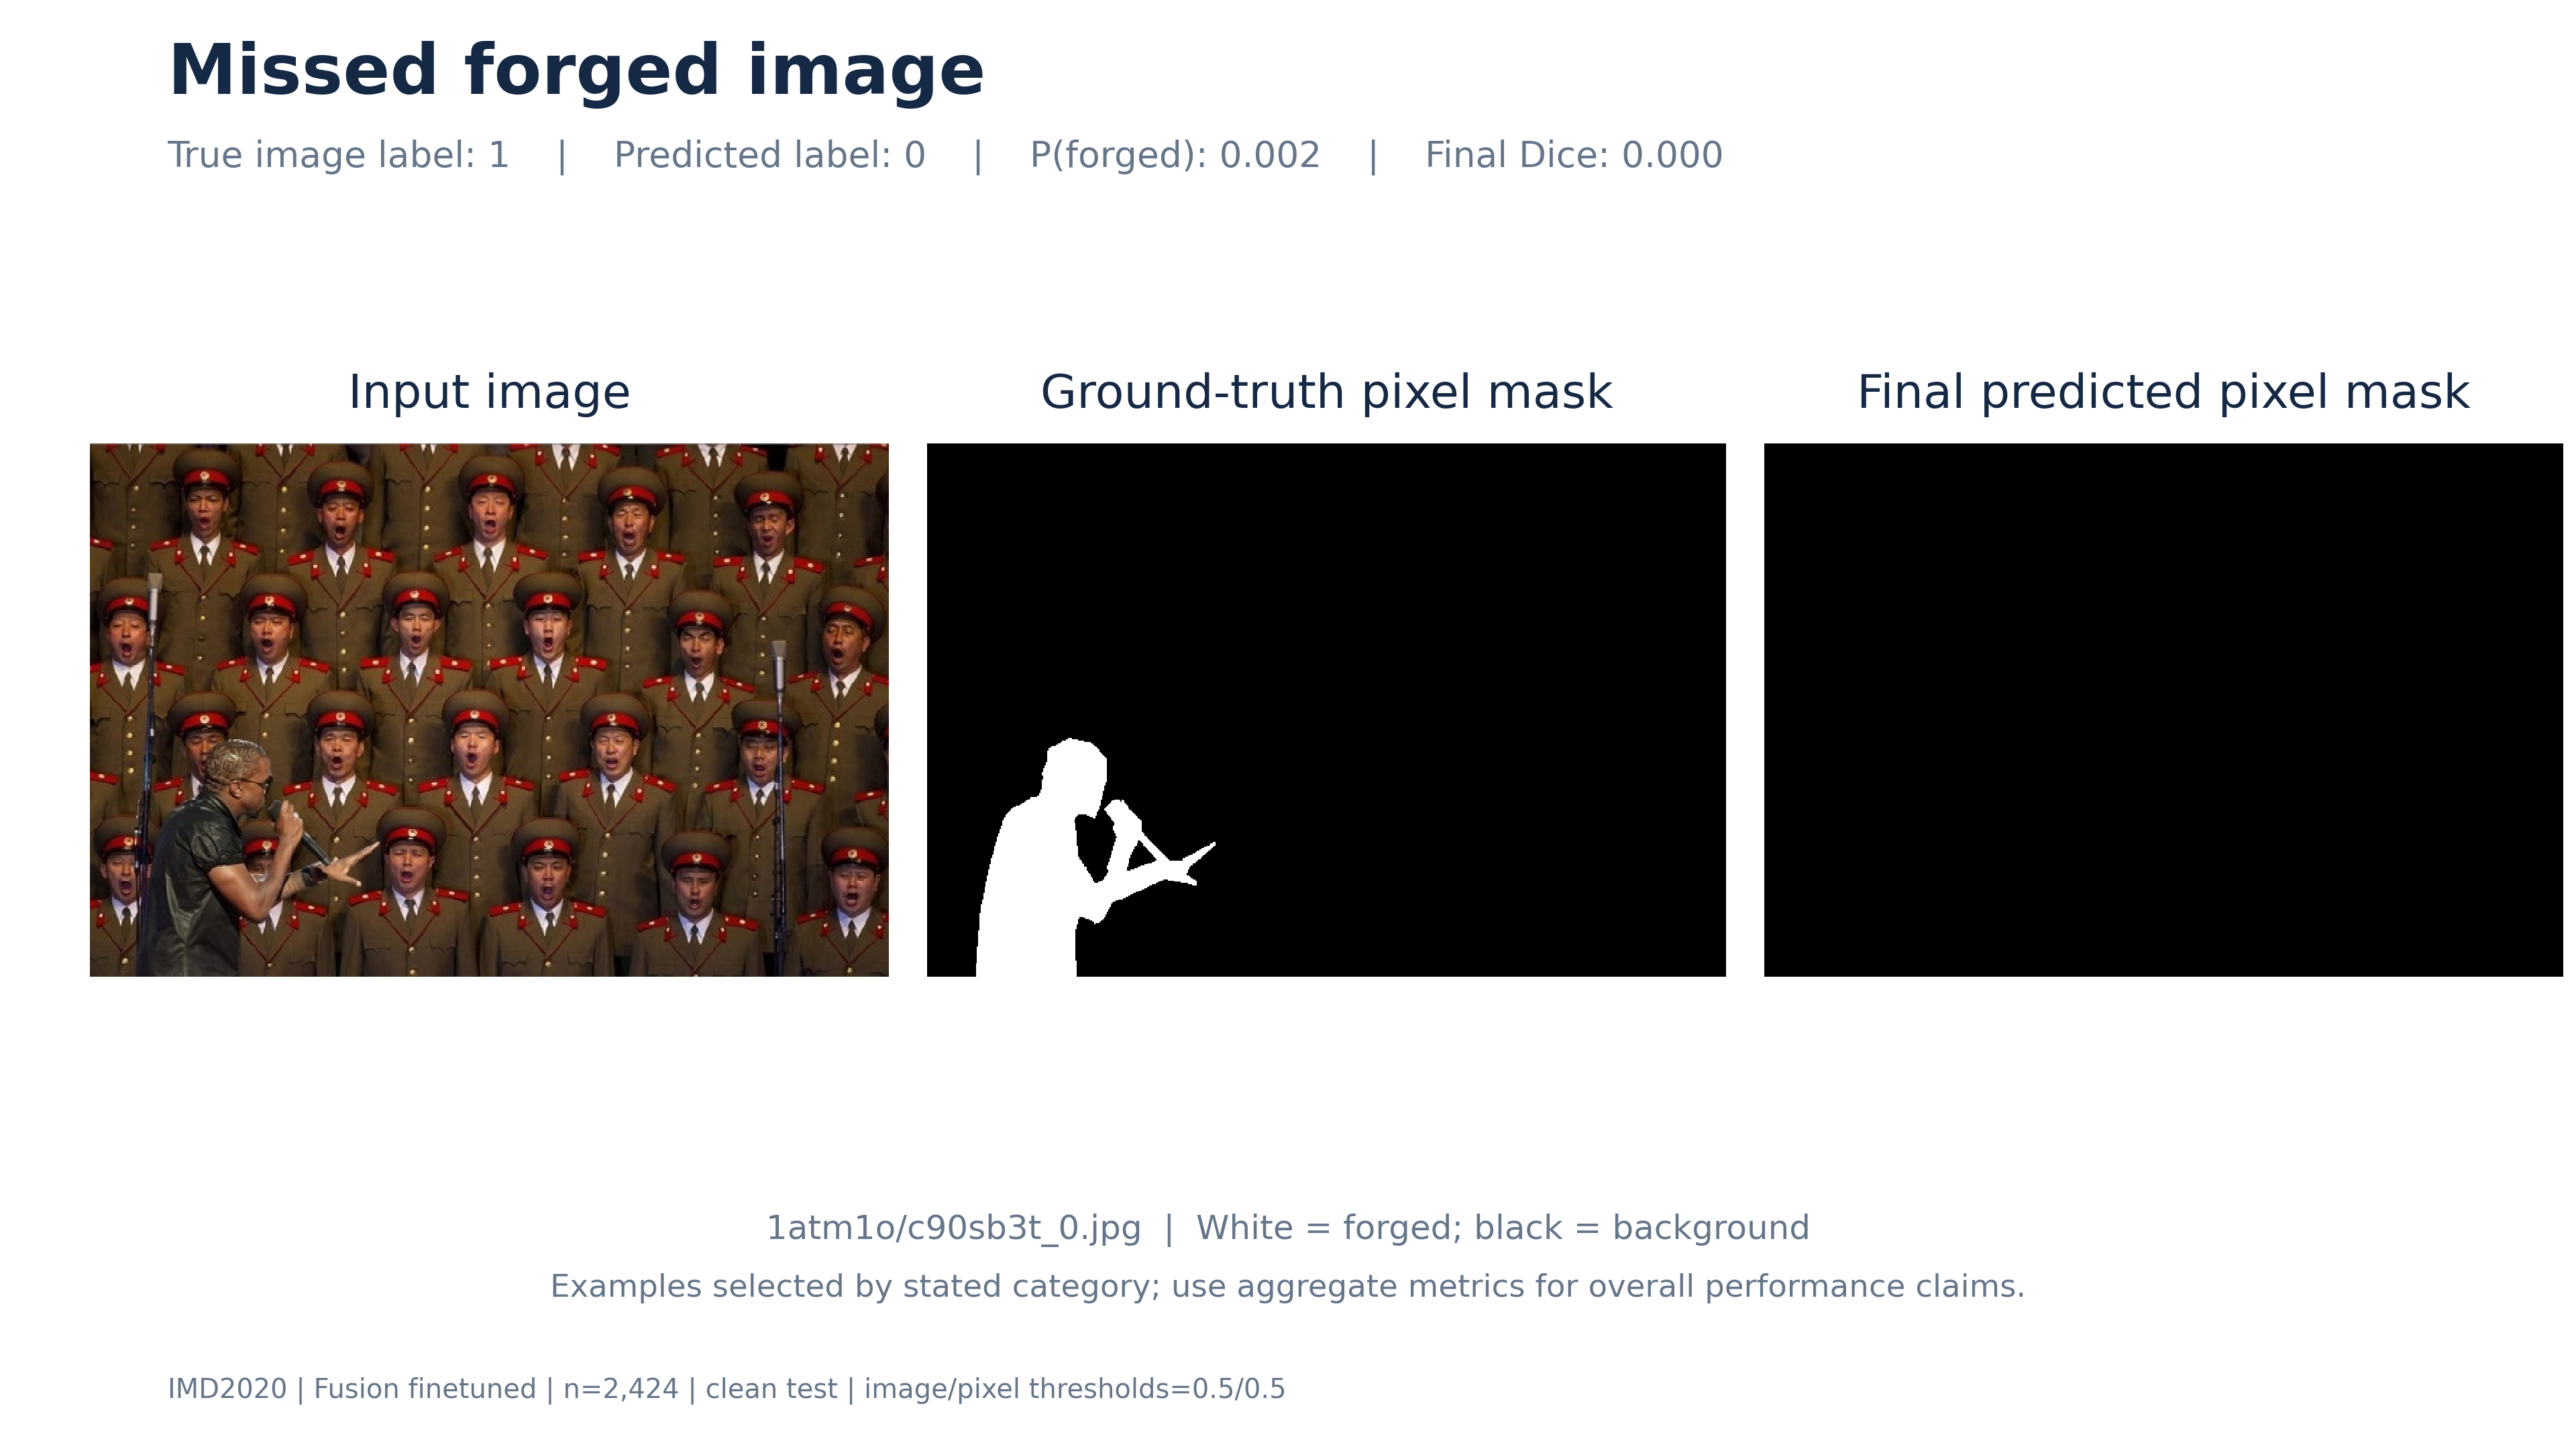 Missed forged image
True image label: 1 | Predicted label: 0 | P(forged): 0.002 | Final Dice: 0.000
Input image
Ground-truth pixel mask
Final predicted pixel mask
1atm1o/c90sb3t_0.jpg | White = forged; black = background
Examples selected by stated category; use aggregate metrics for overall performance claims.
IMD2020 | Fusion finetuned | n=2,424 | clean test | image/pixel thresholds=0.5/0.5